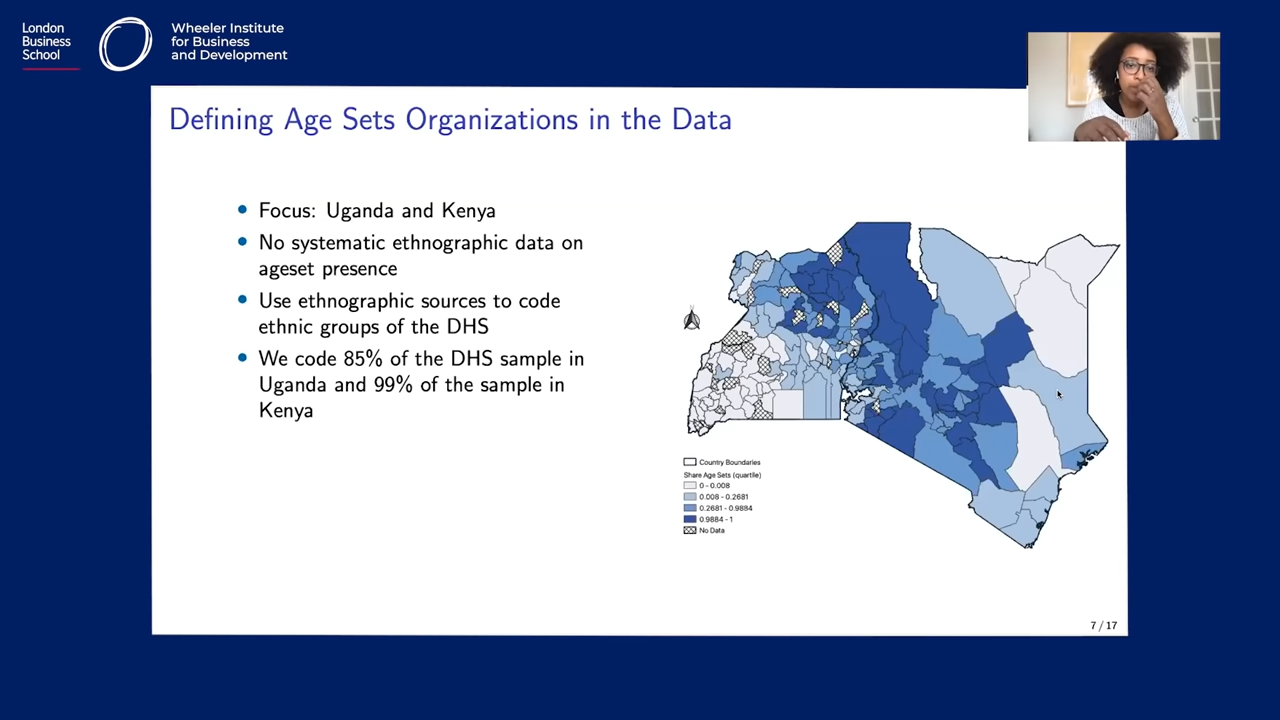 London
Business
School
Wheeler Institute
for Business
and Development
Defining Age Sets Organizations in the Data
Focus: Uganda and Kenya
No systematic ethnographic data on
ageset presence
Use ethnographic sources to code
ethnic groups of the DHS
We code 85% of the DHS sample in
Uganda and 99% of the sample in
Kenya
N
Country Boundaries
Share Age Sets (quartile)
0 - 0.008
0.008 - 0.2681
0.2681 - 0.9884
0.9884 - 1
No Data
7 / 17